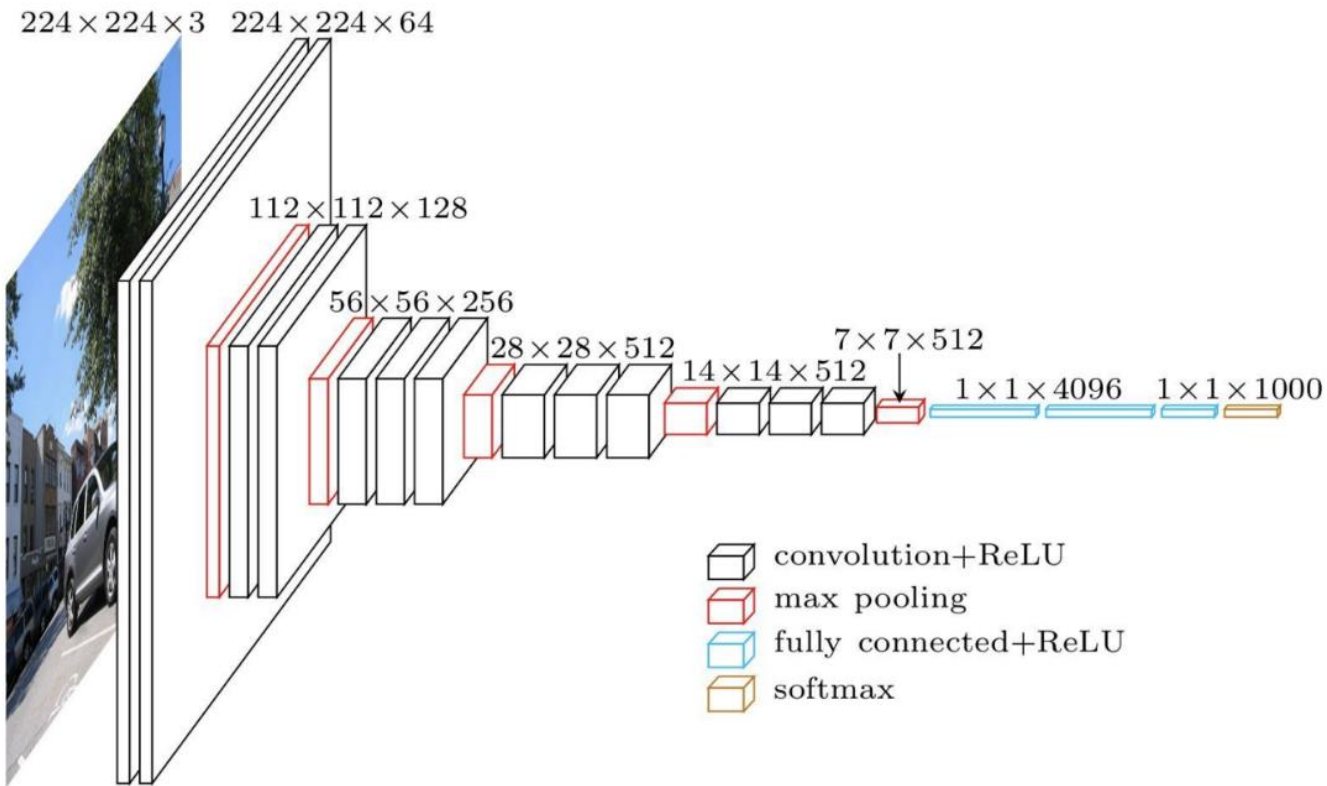 224×224×3
224×224×64
112×112×128
56×56×256
28×28×512
14×14×512
7×7×512
1×1×4096
1×1×1000
convolution+ReLU
max pooling
fully connected+ReLU
softmax